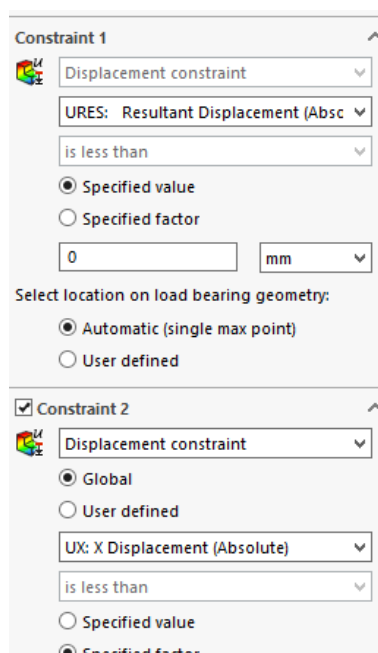 Constraint 1
Displacement constraint
URES: Resultant Displacement (Absc
is less than
Specified value
Specified factor
0 mm
Select location on load bearing geometry:
Automatic (single max point)
User defined
Constraint 2
Displacement constraint
Global
User defined
UX: X Displacement (Absolute)
is less than
Specified value
Specified factor